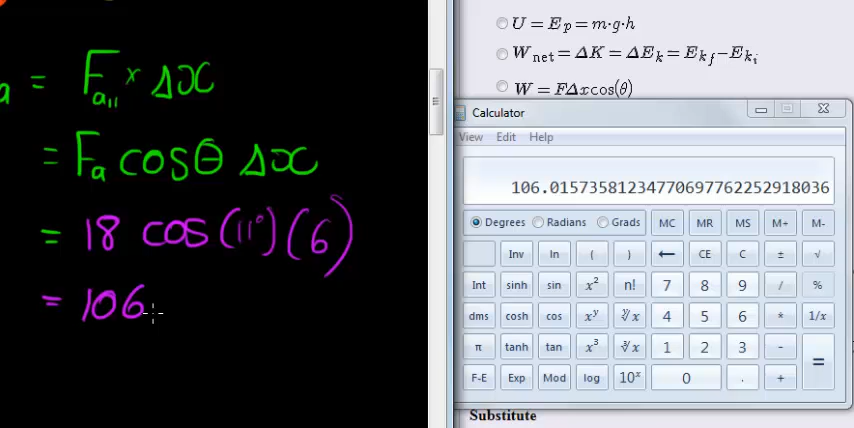 a = Fa|| × Δx
= Fa cosθ Δx
= 18 cos(11°)(6)
= 106
U = Ep = m·g·h
Wnet = ΔK = ΔEk = Ekf − Eki
W = FΔxcos(θ)
Calculator
View Edit Help
106.01573581234770697762252918036
Degrees Radians Grads MC MR MS M+ M-
Inv ln ( ) ← CE C ± √
Int sinh sin x² n! 7 8 9 / %
dms cosh cos xʸ ʸ√x 4 5 6 * 1/x
π tanh tan x³ ³√x 1 2 3 - =
F-E Exp Mod log 10ˣ 0 . +
Substitute